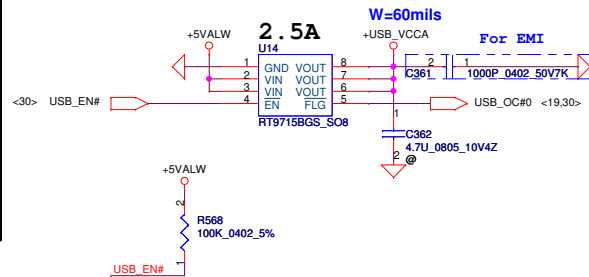 W=60mils
+5VALW
2.5A
+USB_VCCA
For EMI
U14
1 GND VOUT 8
2 VIN VOUT 7
3 VIN VOUT 6
4 EN FLG 5
RT9715BGS_SO8
2 1
C361
1000P_0402_50V7K
<30> USB_EN#
USB_OC#0 <19,30>
1
C362
4.7U_0805_10V4Z
2
@
+5VALW
2
R568
100K_0402_5%
1
USB_EN#